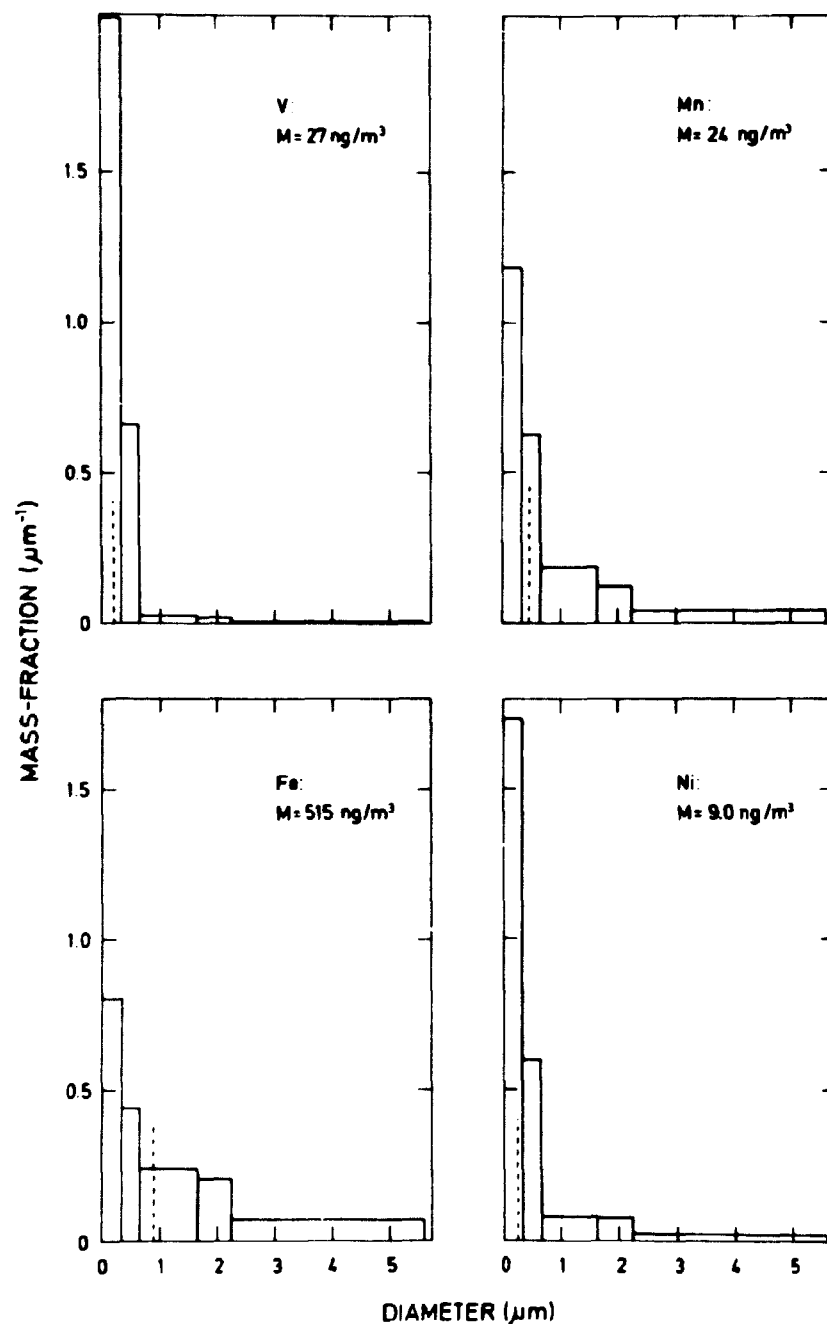 V:
M = 27 ng/m³
Mn:
M = 24 ng/m³
1.5
1.0
0.5
0
MASS-FRACTION (µm⁻¹)
Fe:
M = 515 ng/m³
Ni:
M = 9.0 ng/m³
1.5
1.0
0.5
0
0 1 2 3 4 5
0 1 2 3 4 5
DIAMETER (µm)